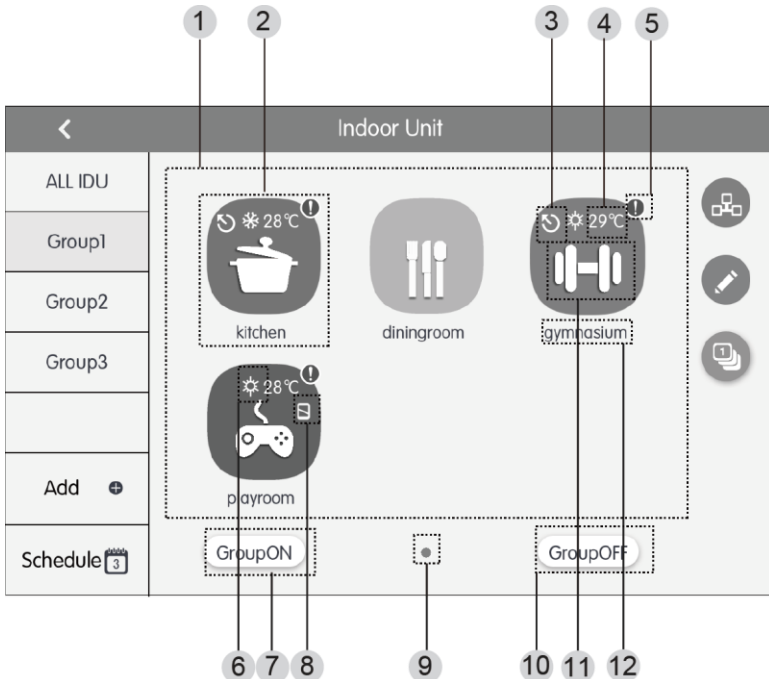 1 2 3 4 5
Indoor Unit
ALL IDU
Group1
Group2
Group3
Add
Schedule 3
28℃
kitchen
diningroom
29℃
gymnasium
1
28℃
playroom
GroupON
GroupOFF
6 7 8 9 10 11 12